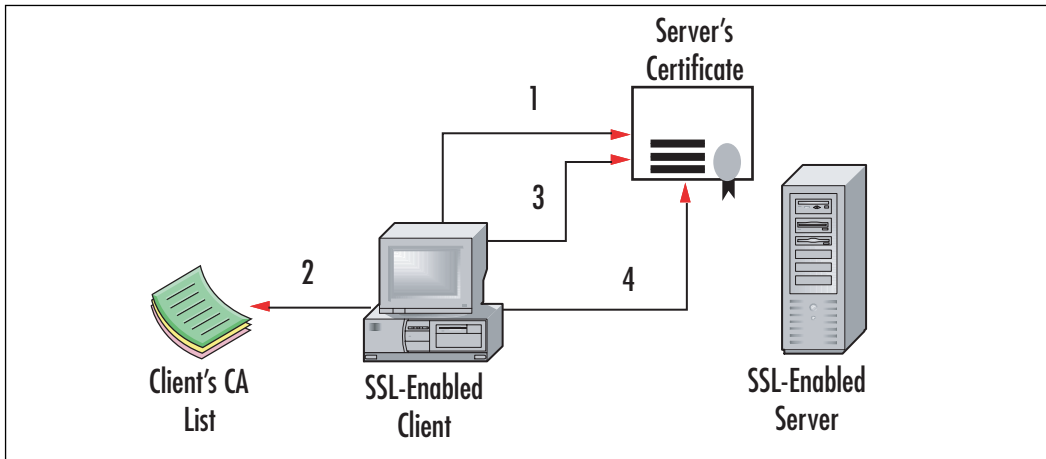 Server's
Certificate
1
3
2
4
Client's CA
List
SSL-Enabled
Client
SSL-Enabled
Server